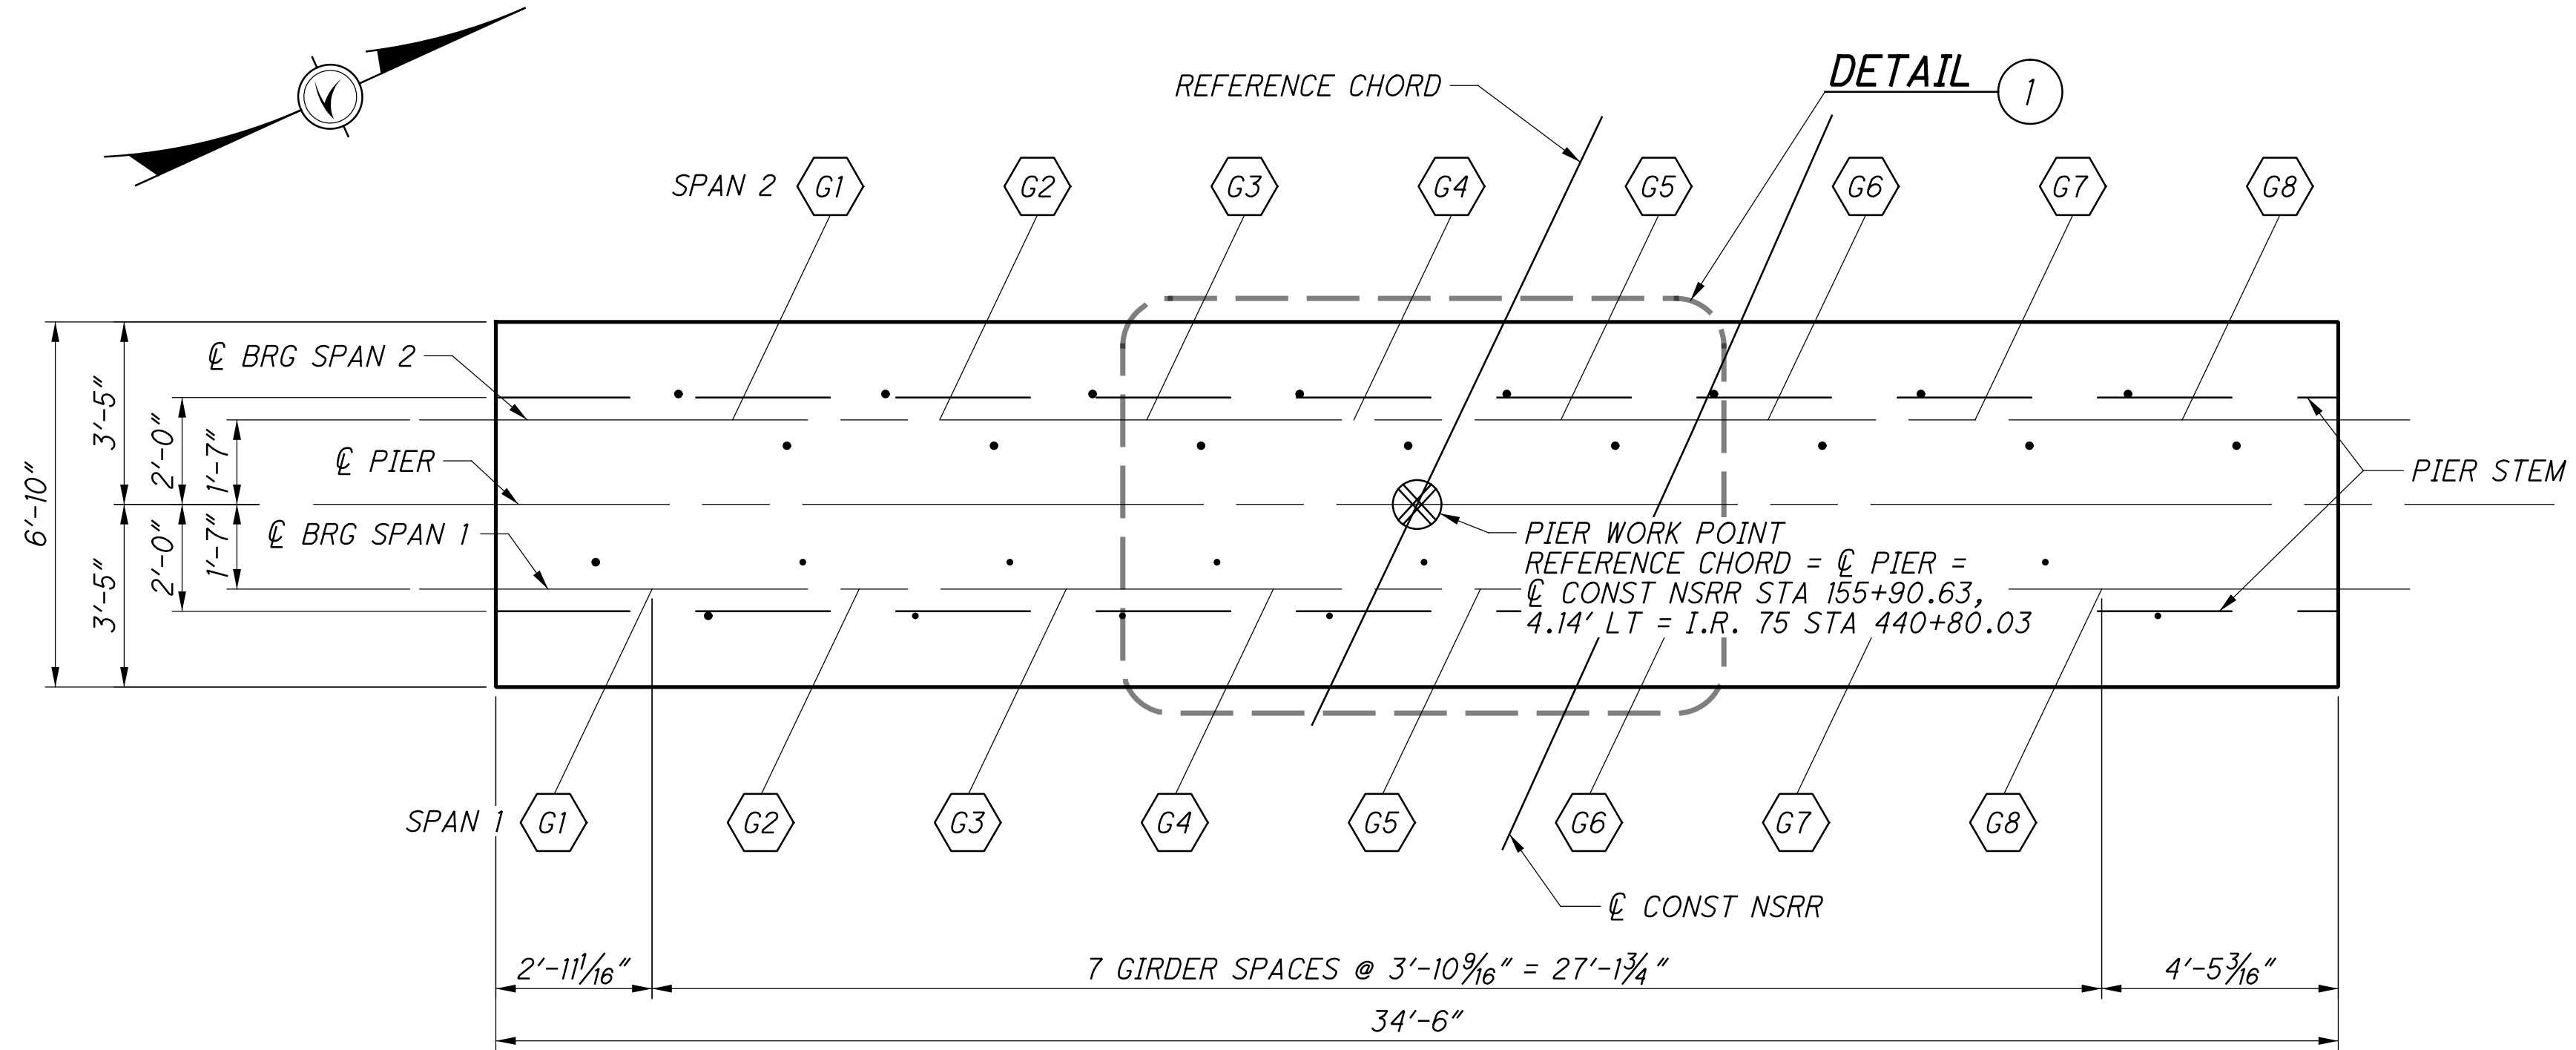 REFERENCE CHORD
DETAIL 1
SPAN 2 G1 G2 G3 G4 G5 G6 G7 G8
℄ BRG SPAN 2
℄ PIER
℄ BRG SPAN 1
6'-10"
3'-5"
3'-5"
2'-0"
2'-0"
1'-7"
1'-7"
PIER STEM
PIER WORK POINT
REFERENCE CHORD = ℄ PIER =
℄ CONST NSRR STA 155+90.63,
4.14' LT = I.R. 75 STA 440+80.03
SPAN 1 G1 G2 G3 G4 G5 G6 G7 G8
℄ CONST NSRR
2'-11 1/16"
7 GIRDER SPACES @ 3'-10 9/16" = 27'-1 3/4"
4'-5 3/16"
34'-6"